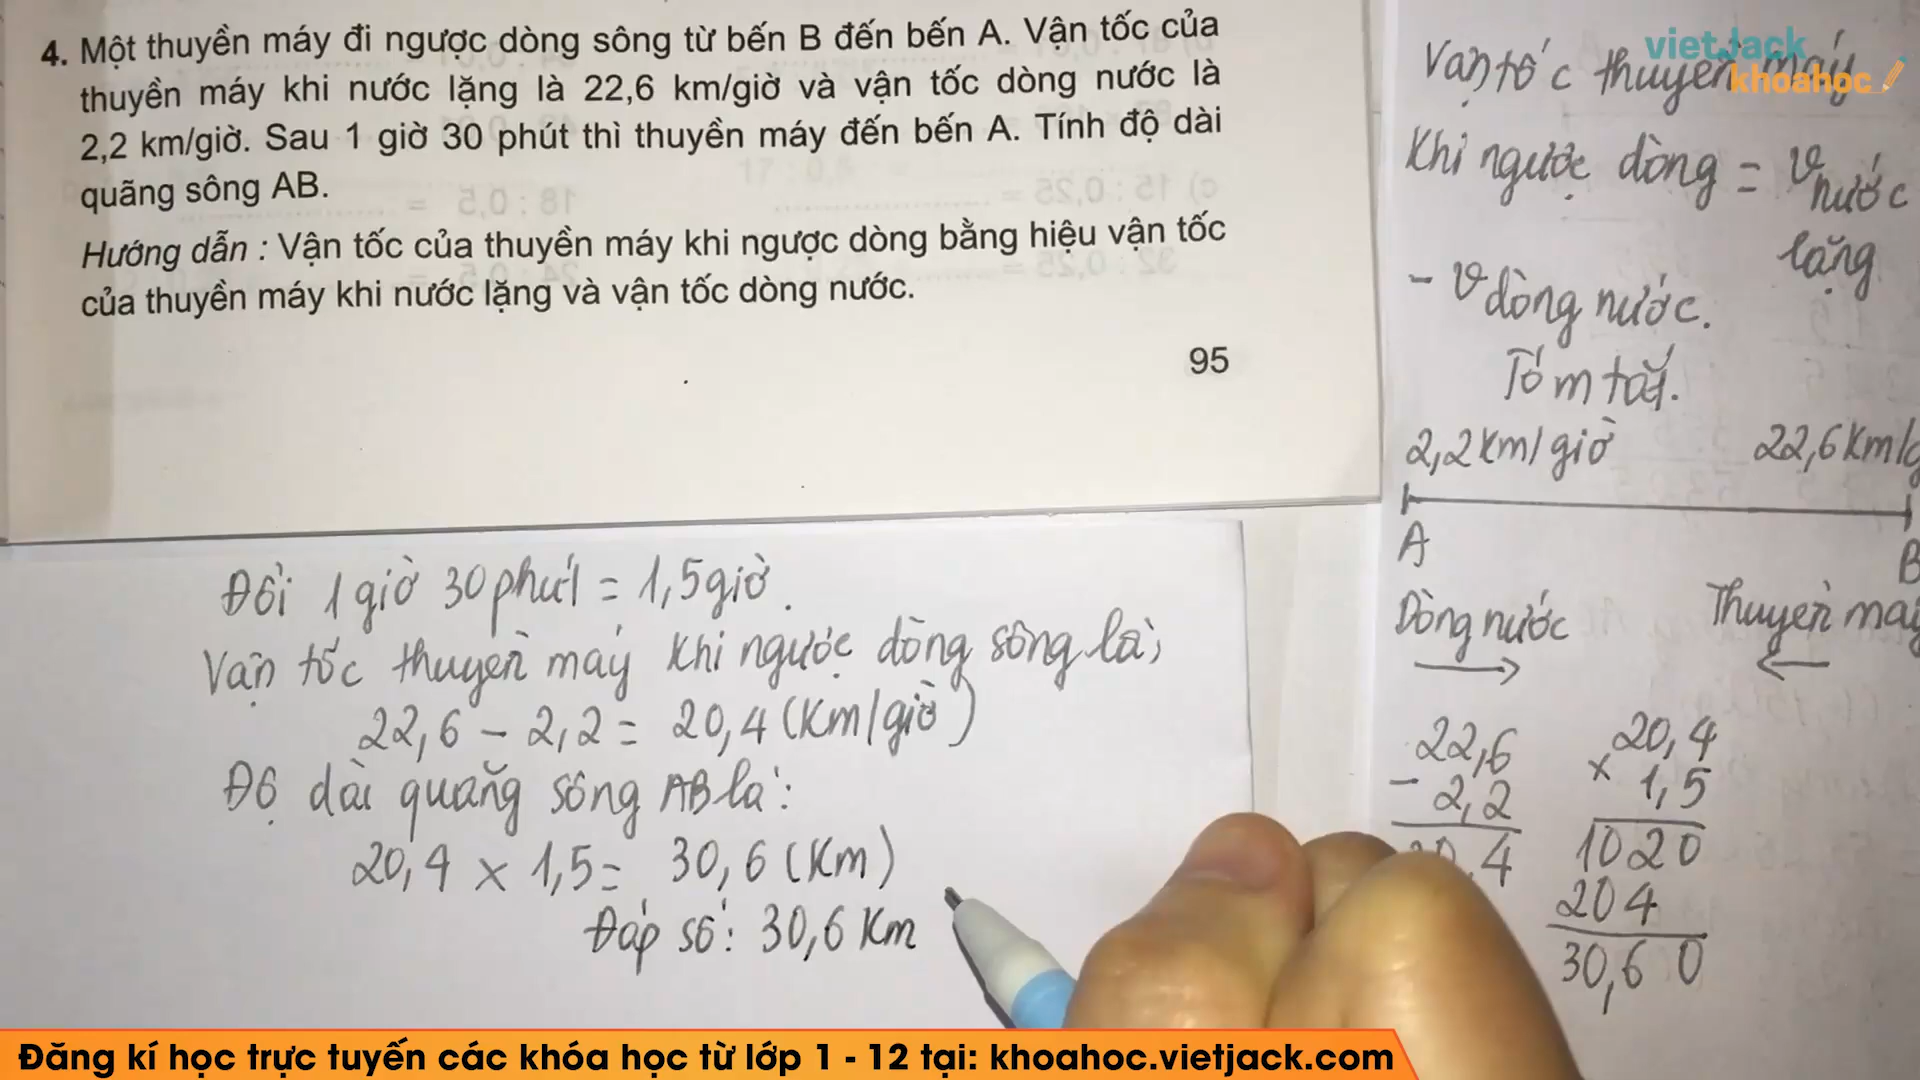 4. Một thuyền máy đi ngược dòng sông từ bến B đến bến A. Vận tốc của
thuyền máy khi nước lặng là 22,6 km/giờ và vận tốc dòng nước là
2,2 km/giờ. Sau 1 giờ 30 phút thì thuyền máy đến bến A. Tính độ dài
quãng sông AB.
Hướng dẫn : Vận tốc của thuyền máy khi ngược dòng bằng hiệu vận tốc
của thuyền máy khi nước lặng và vận tốc dòng nước.
95
Đổi 1 giờ 30 phút = 1,5 giờ.
Vận tốc thuyền máy khi ngược dòng sông là:
22,6 - 2,2 = 20,4 (Km/giờ)
Độ dài quãng sông AB là:
20,4 x 1,5 = 30,6 (Km)
Đáp số: 30,6 Km
vietJack
khoahoc
Vận tốc thuyền máy
Khi ngược dòng = v nước
lặng
- v dòng nước.
Tóm tắt.
2,2 km/giờ 22,6 Km/g
A B
Dòng nước Thuyền máy
22,6
- 2,2
4
20,4
x 1,5
1020
204
30,60
Đăng kí học trực tuyến các khóa học từ lớp 1 - 12 tại: khoahoc.vietjack.com